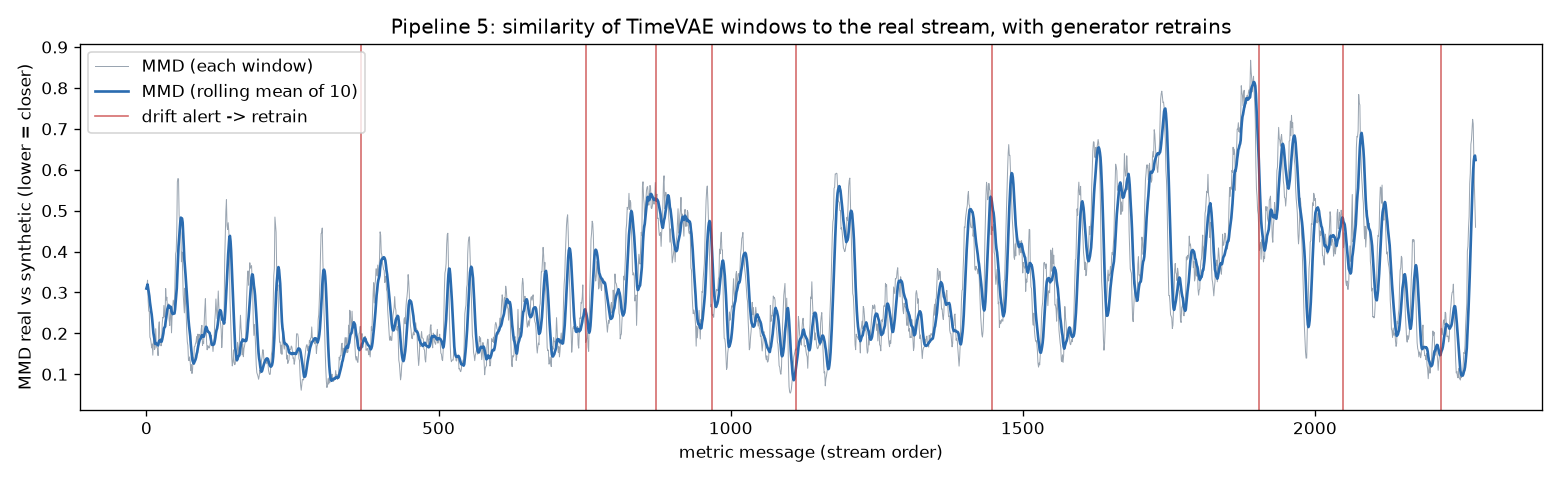 Pipeline 5: similarity of TimeVAE windows to the real stream, with generator retrains
MMD real vs synthetic (lower = closer)
0.9
0.8
0.7
0.6
0.5
0.4
0.3
0.2
0.1
MMD (each window)
MMD (rolling mean of 10)
drift alert -> retrain
0
500
1000
1500
2000
metric message (stream order)